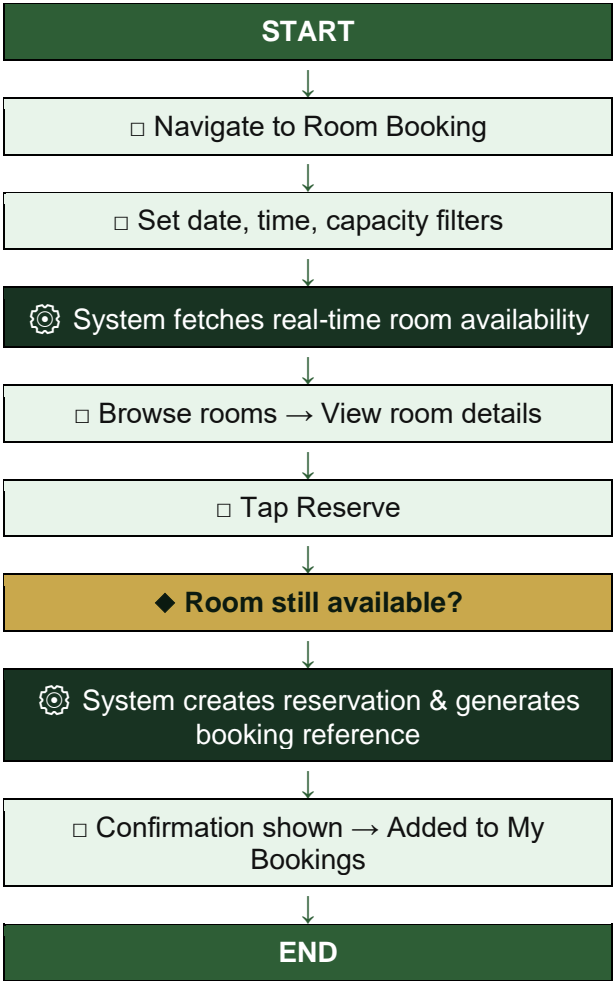 START
↓
□ Navigate to Room Booking
↓
□ Set date, time, capacity filters
↓
⚙ System fetches real-time room availability
↓
□ Browse rooms → View room details
↓
□ Tap Reserve
↓
◆ Room still available?
↓
⚙ System creates reservation & generates
booking reference
↓
□ Confirmation shown → Added to My
Bookings
↓
END